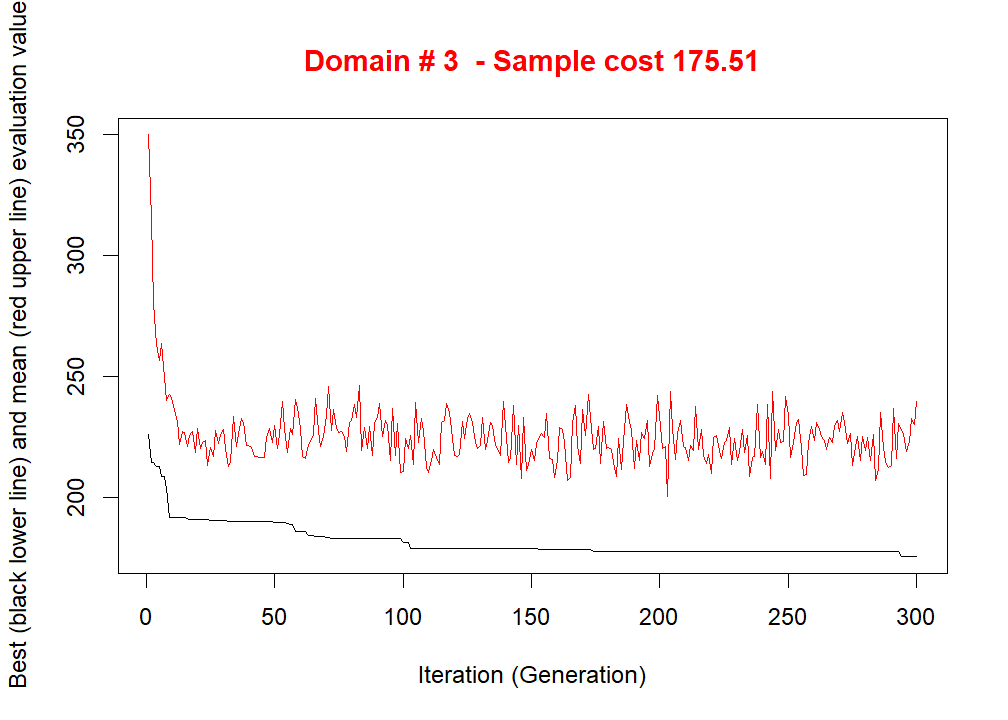 Domain # 3 - Sample cost 175.51
Best (black lower line) and mean (red upper line) evaluation value
350
300
250
200
0 50 100 150 200 250 300
Iteration (Generation)